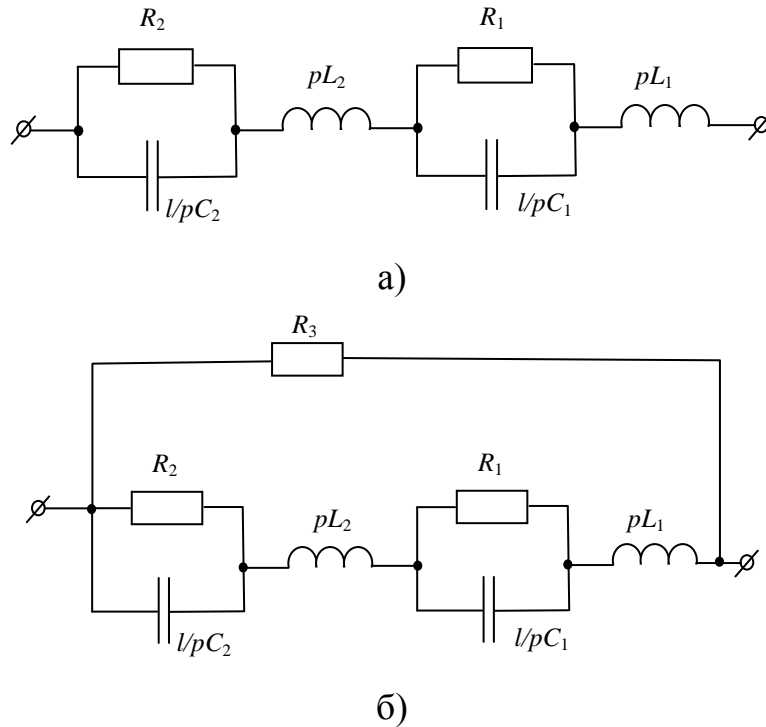 R₂
R₁
pL₂
pL₁
l/pC₂
l/pC₁
а)
R₃
R₂
R₁
pL₂
pL₁
l/pC₂
l/pC₁
б)